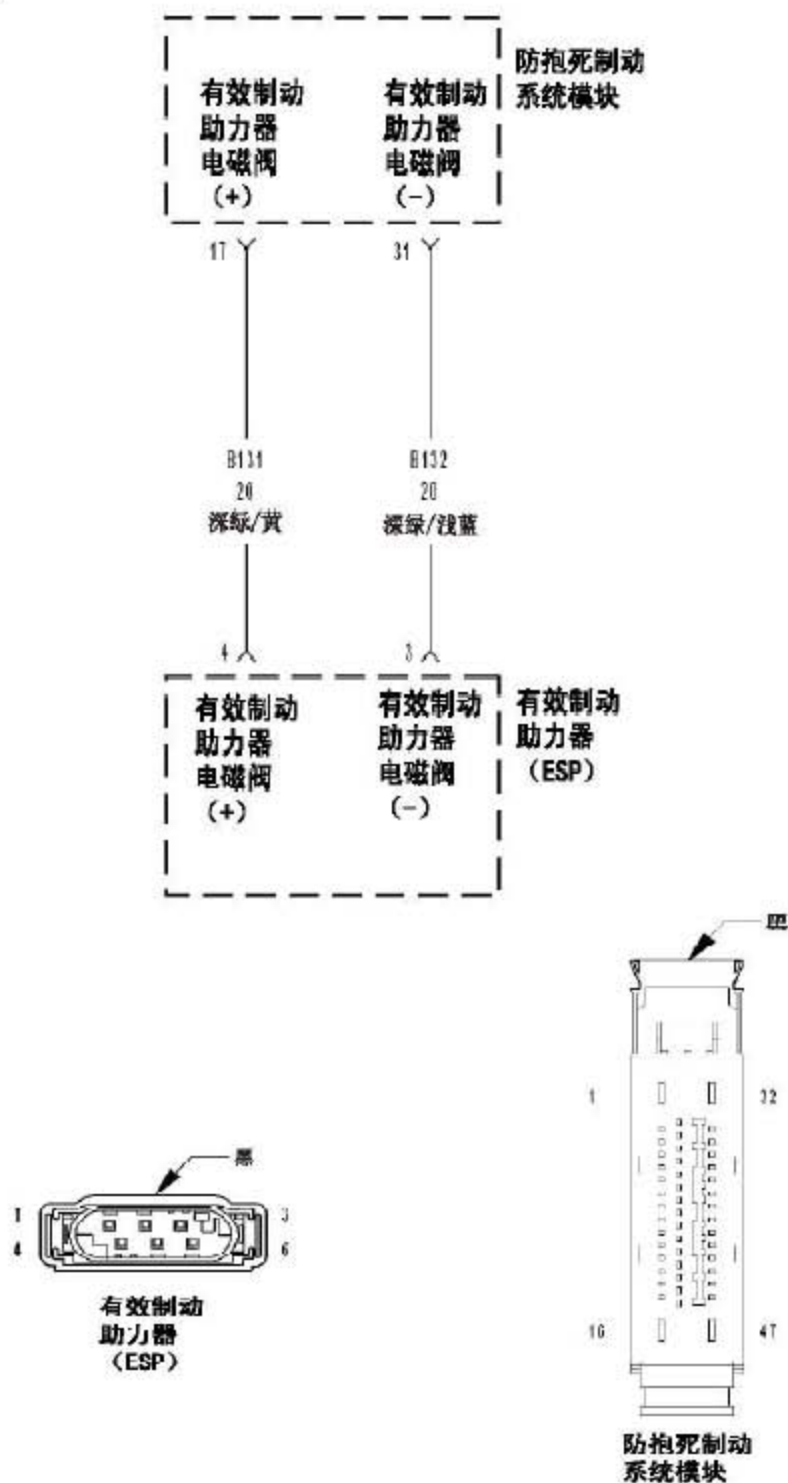 防抱死制动
系统模块
有效制动
助力器
电磁阀
(+)
有效制动
助力器
电磁阀
(-)
17
31
B131
20
深绿/黄
B132
20
深绿/浅蓝
4
3
有效制动
助力器
电磁阀
(+)
有效制动
助力器
电磁阀
(-)
有效制动
助力器
(ESP)
黑
1
32
16
47
防抱死制动
系统模块
黑
1
3
4
6
有效制动
助力器
(ESP)